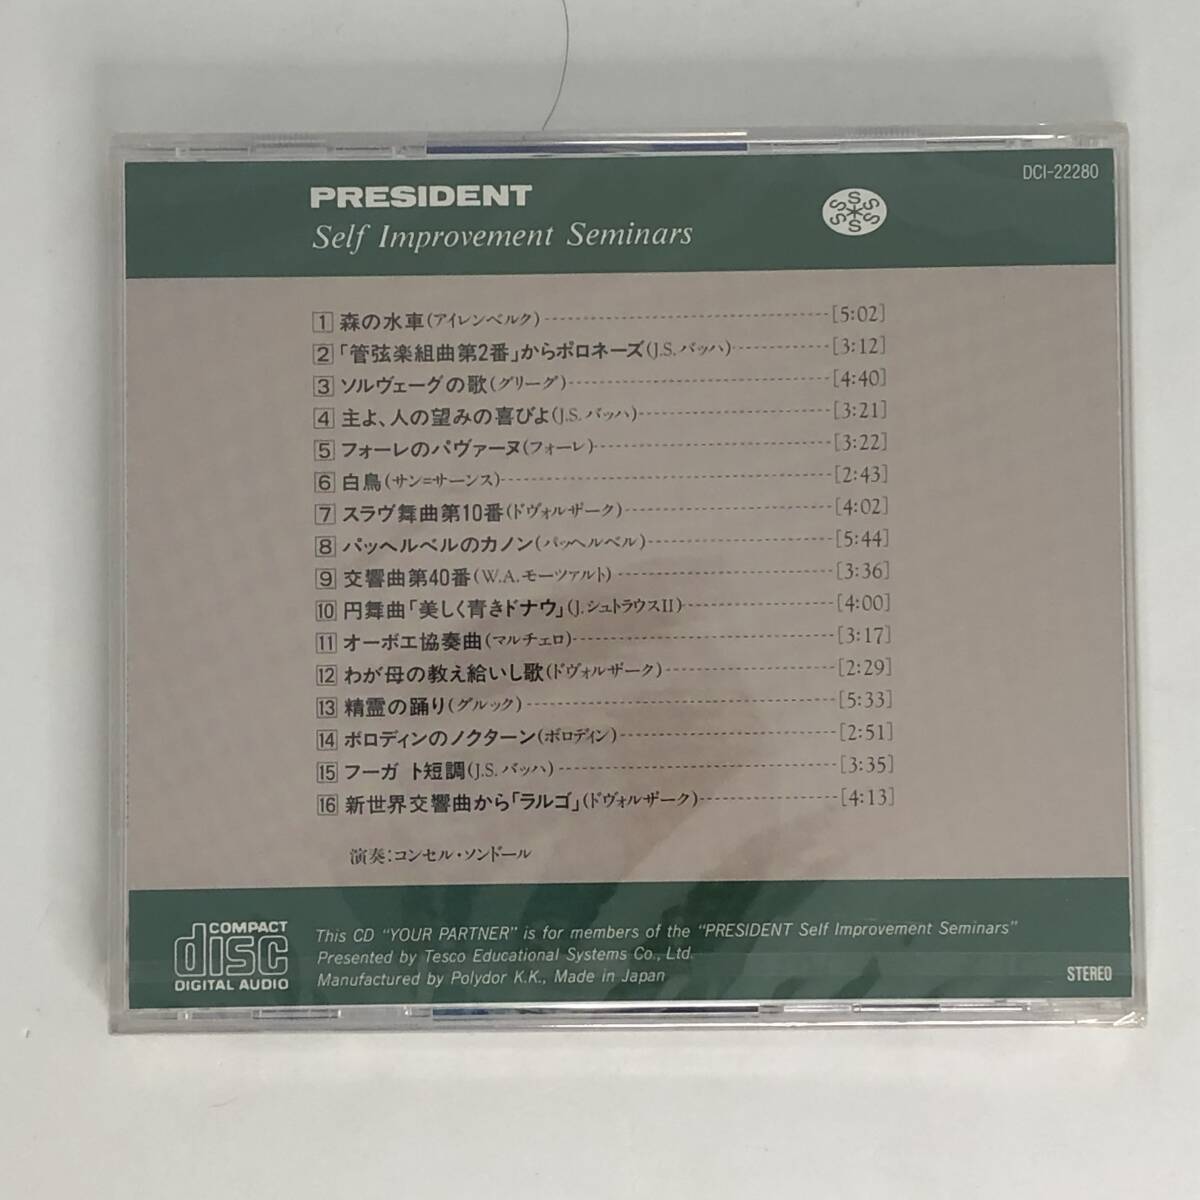 DCI-22280
PRESIDENT
Self Improvement Seminars
S S S S S S
1 森の水車(アイレンベルク) [5:02]
2 「管弦楽組曲第2番」からポロネーズ(J.S.バッハ) [3:12]
3 ソルヴェーグの歌(グリーグ) [4:40]
4 主よ、人の望みの喜びよ(J.S.バッハ) [3:21]
5 フォーレのパヴァーヌ(フォーレ) [3:22]
6 白鳥(サン=サーンス) [2:43]
7 スラヴ舞曲第10番(ドヴォルザーク) [4:02]
8 パッヘルベルのカノン(パッヘルベル) [5:44]
9 交響曲第40番(W.A.モーツァルト) [3:36]
10 円舞曲「美しく青きドナウ」(J.シュトラウスII) [4:00]
11 オーボエ協奏曲(マルチェロ) [3:17]
12 わが母の教え給いし歌(ドヴォルザーク) [2:29]
13 精霊の踊り(グルック) [5:33]
14 ボロディンのノクターン(ボロディン) [2:51]
15 フーガ ト短調(J.S.バッハ) [3:35]
16 新世界交響曲から「ラルゴ」(ドヴォルザーク) [4:13]
演奏:コンセル・ソンドール
COMPACT
disc
DIGITAL AUDIO
This CD "YOUR PARTNER" is for members of the "PRESIDENT Self Improvement Seminars"
Presented by Tesco Educational Systems Co., Ltd.
Manufactured by Polydor K.K., Made in Japan
STEREO